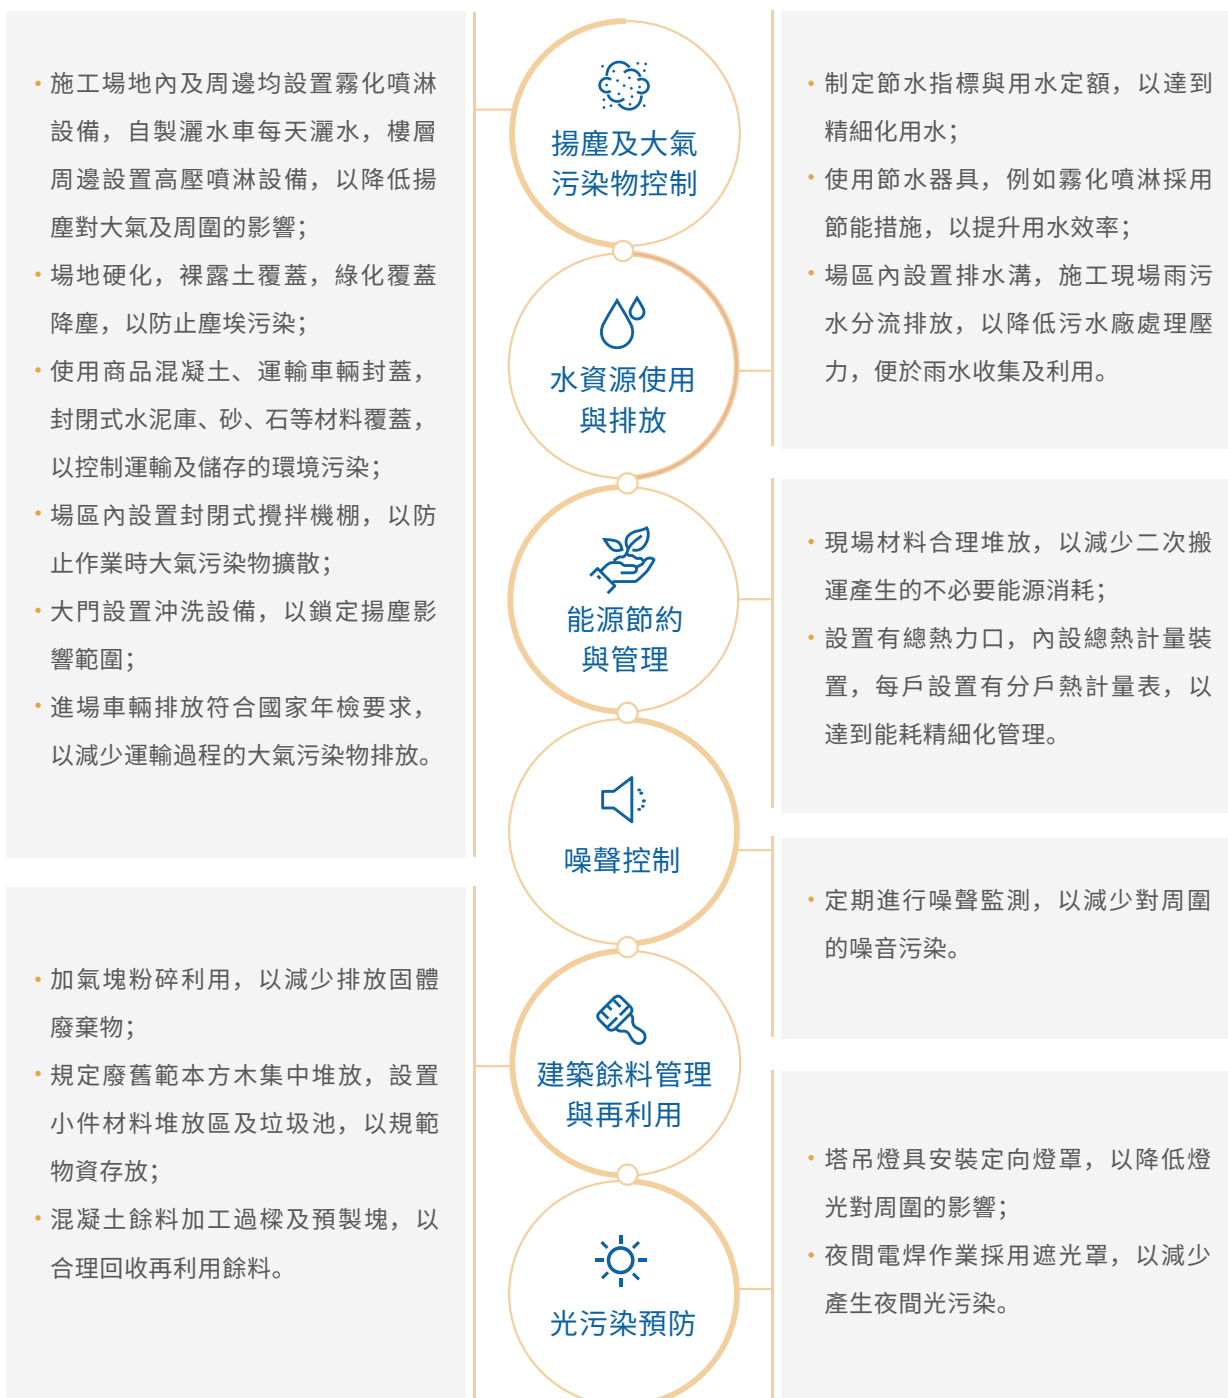 揚塵及大氣
污染物控制
• 施工場地內及周邊均設置霧化噴淋
設備，自製灑水車每天灑水，樓層
周邊設置高壓噴淋設備，以降低揚
塵對大氣及周圍的影響；
• 場地硬化，裸露土覆蓋，綠化覆蓋
降塵，以防止塵埃污染；
• 使用商品混凝土、運輸車輛封蓋，
封閉式水泥庫、砂、石等材料覆蓋，
以控制運輸及儲存的環境污染；
• 場區內設置封閉式攪拌機棚，以防
止作業時大氣污染物擴散；
• 大門設置沖洗設備，以鎖定揚塵影
響範圍；
• 進場車輛排放符合國家年檢要求，
以減少運輸過程的大氣污染物排放。
水資源使用
與排放
• 制定節水指標與用水定額，以達到
精細化用水；
• 使用節水器具，例如霧化噴淋採用
節能措施，以提升用水效率；
• 場區內設置排水溝，施工現場雨污
水分流排放，以降低污水廠處理壓
力，便於雨水收集及利用。
能源節約
與管理
• 現場材料合理堆放，以減少二次搬
運產生的不必要能源消耗；
• 設置有總熱力口，內設總熱計量裝
置，每戶設置有分戶熱計量表，以
達到能耗精細化管理。
噪聲控制
• 定期進行噪聲監測，以減少對周圍
的噪音污染。
建築餘料管理
與再利用
• 加氣塊粉碎利用，以減少排放固體
廢棄物；
• 規定廢舊範本方木集中堆放，設置
小件材料堆放區及垃圾池，以規範
物資存放；
• 混凝土餘料加工過樑及預製塊，以
合理回收再利用餘料。
光污染預防
• 塔吊燈具安裝定向燈罩，以降低燈
光對周圍的影響；
• 夜間電焊作業採用遮光罩，以減少
產生夜間光污染。